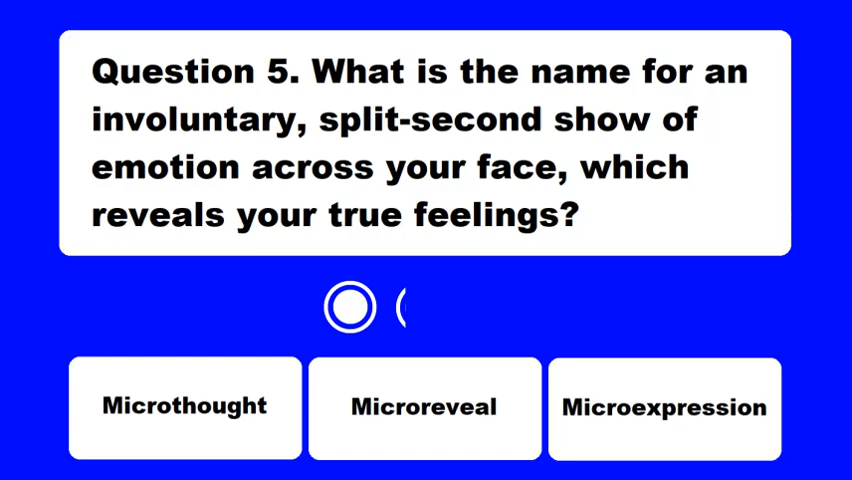 Question 5. What is the name for an
involuntary, split-second show of
emotion across your face, which
reveals your true feelings?
Microthought
Microreveal
Microexpression